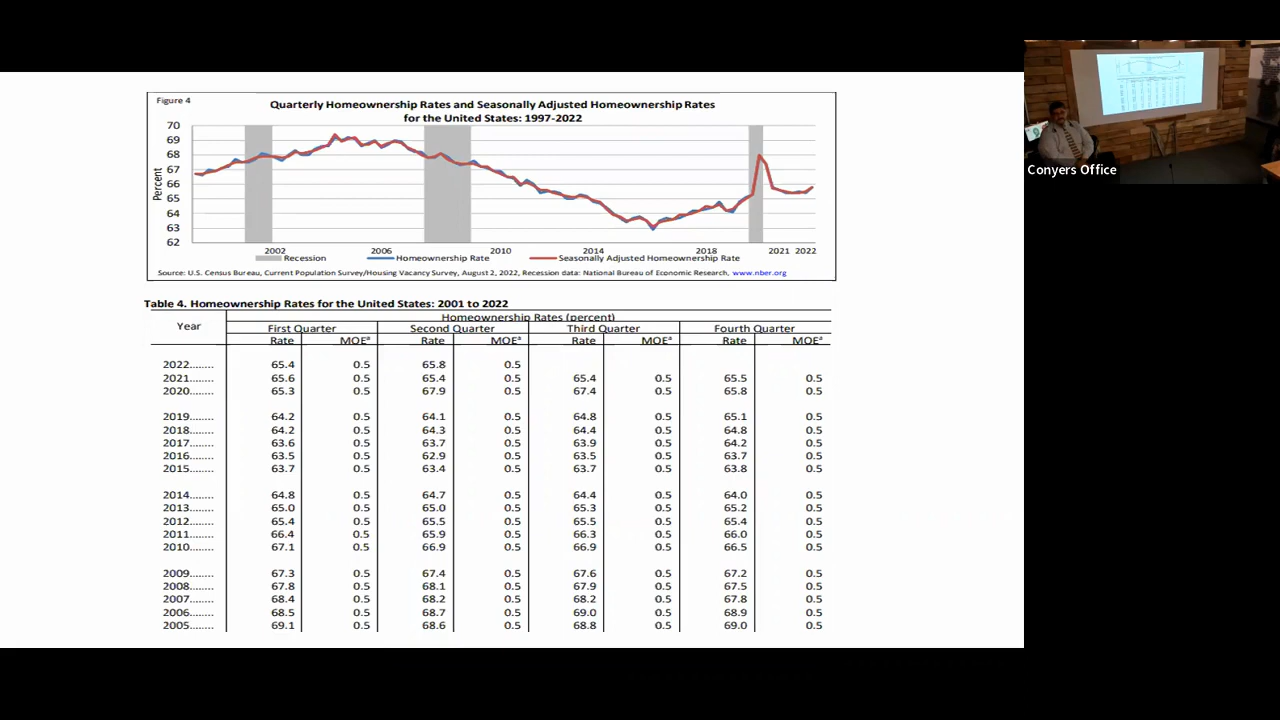 Figure 4
Quarterly Homeownership Rates and Seasonally Adjusted Homeownership Rates
for the United States: 1997-2022
70
69
68
67
66
65
64
63
62
Percent
2002 2006 2010 2014 2018 2021 2022
Recession Homeownership Rate Seasonally Adjusted Homeownership Rate
Source: U.S. Census Bureau, Current Population Survey/Housing Vacancy Survey, August 2, 2022, Recession data: National Bureau of Economic Research, www.nber.org
Conyers Office
Table 4. Homeownership Rates for the United States: 2001 to 2022
Homeownership Rates (percent)
Year
First Quarter Second Quarter Third Quarter Fourth Quarter
Rate MOEa Rate MOEa Rate MOEa Rate MOEa
2022........ 65.4 0.5 65.8 0.5
2021........ 65.6 0.5 65.4 0.5 65.4 0.5 65.5 0.5
2020........ 65.3 0.5 67.9 0.5 67.4 0.5 65.8 0.5
2019........ 64.2 0.5 64.1 0.5 64.8 0.5 65.1 0.5
2018........ 64.2 0.5 64.3 0.5 64.4 0.5 64.8 0.5
2017........ 63.6 0.5 63.7 0.5 63.9 0.5 64.2 0.5
2016........ 63.5 0.5 62.9 0.5 63.5 0.5 63.7 0.5
2015........ 63.7 0.5 63.4 0.5 63.7 0.5 63.8 0.5
2014........ 64.8 0.5 64.7 0.5 64.4 0.5 64.0 0.5
2013........ 65.0 0.5 65.0 0.5 65.3 0.5 65.2 0.5
2012........ 65.4 0.5 65.5 0.5 65.5 0.5 65.4 0.5
2011........ 66.4 0.5 65.9 0.5 66.3 0.5 66.0 0.5
2010........ 67.1 0.5 66.9 0.5 66.9 0.5 66.5 0.5
2009........ 67.3 0.5 67.4 0.5 67.6 0.5 67.2 0.5
2008........ 67.8 0.5 68.1 0.5 67.9 0.5 67.5 0.5
2007........ 68.4 0.5 68.2 0.5 68.2 0.5 67.8 0.5
2006........ 68.5 0.5 68.7 0.5 69.0 0.5 68.9 0.5
2005........ 69.1 0.5 68.6 0.5 68.8 0.5 69.0 0.5